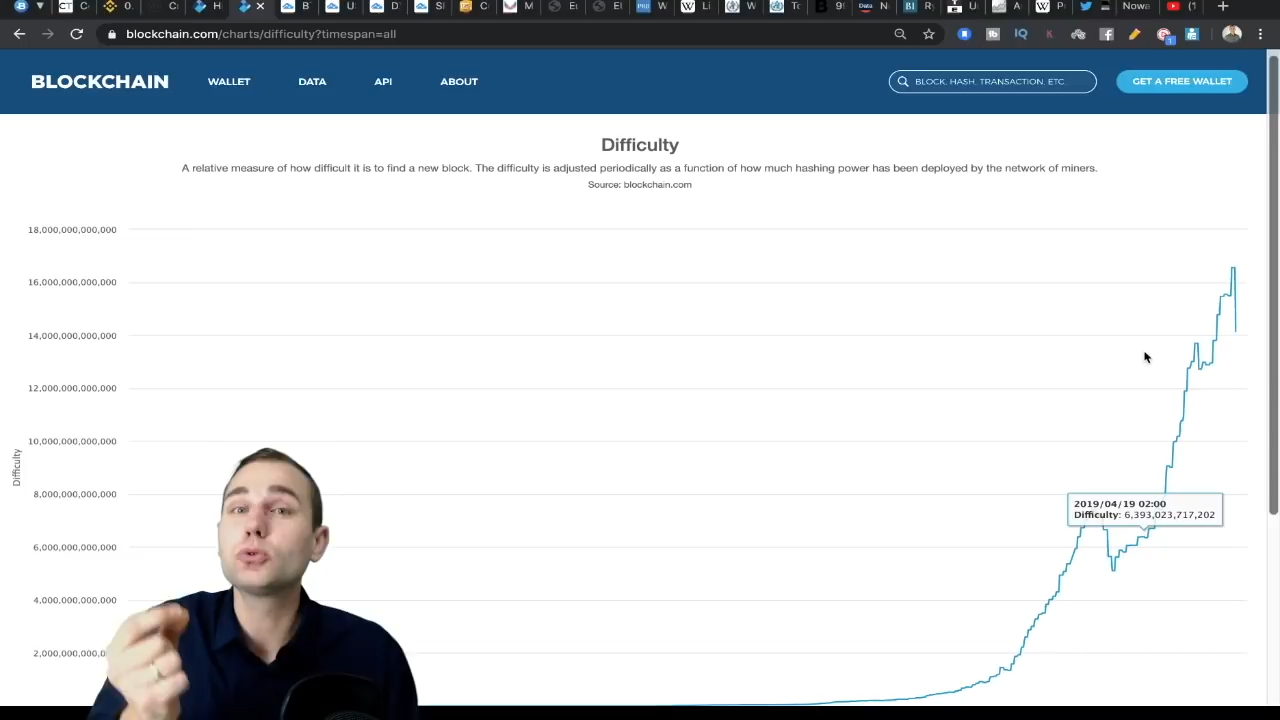 blockchain.com/charts/difficulty?timespan=all
BLOCKCHAIN
WALLET
DATA
API
ABOUT
BLOCK, HASH, TRANSACTION, ETC...
GET A FREE WALLET
Difficulty
A relative measure of how difficult it is to find a new block. The difficulty is adjusted periodically as a function of how much hashing power has been deployed by the network of miners.
Source: blockchain.com
18,000,000,000,000
16,000,000,000,000
14,000,000,000,000
12,000,000,000,000
10,000,000,000,000
8,000,000,000,000
6,000,000,000,000
4,000,000,000,000
2,000,000,0
Difficulty
2019/04/19 02:00
Difficulty: 6,393,023,717,202